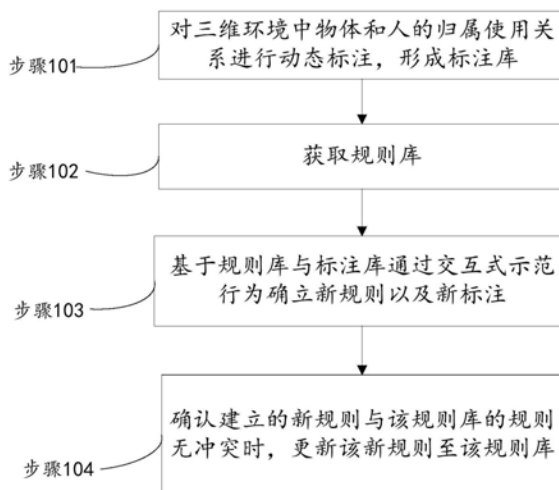 对三维环境中物体和人的归属使用关
系进行动态标注，形成标注库
步骤101
获取规则库
步骤102
基于规则库与标注库通过交互式示范
行为确立新规则以及新标注
步骤103
确认建立的新规则与该规则库的规则
无冲突时，更新该新规则至该规则库
步骤104